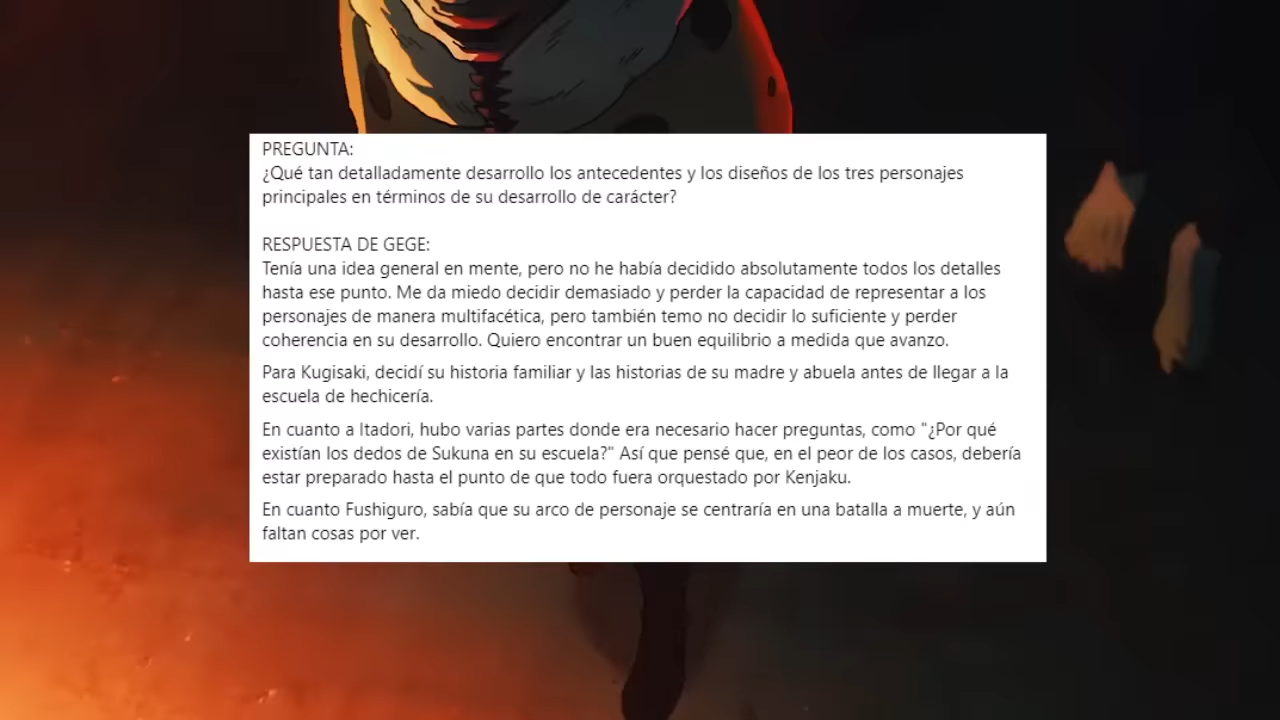 PREGUNTA:
¿Qué tan detalladamente desarrollo los antecedentes y los diseños de los tres personajes
principales en términos de su desarrollo de carácter?
RESPUESTA DE GEGE:
Tenía una idea general en mente, pero no he había decidido absolutamente todos los detalles
hasta ese punto. Me da miedo decidir demasiado y perder la capacidad de representar a los
personajes de manera multifacética, pero también temo no decidir lo suficiente y perder
coherencia en su desarrollo. Quiero encontrar un buen equilibrio a medida que avanzo.
Para Kugisaki, decidí su historia familiar y las historias de su madre y abuela antes de llegar a la
escuela de hechicería.
En cuanto a Itadori, hubo varias partes donde era necesario hacer preguntas, como "¿Por qué
existían los dedos de Sukuna en su escuela?" Así que pensé que, en el peor de los casos, debería
estar preparado hasta el punto de que todo fuera orquestado por Kenjaku.
En cuanto Fushiguro, sabía que su arco de personaje se centraría en una batalla a muerte, y aún
faltan cosas por ver.